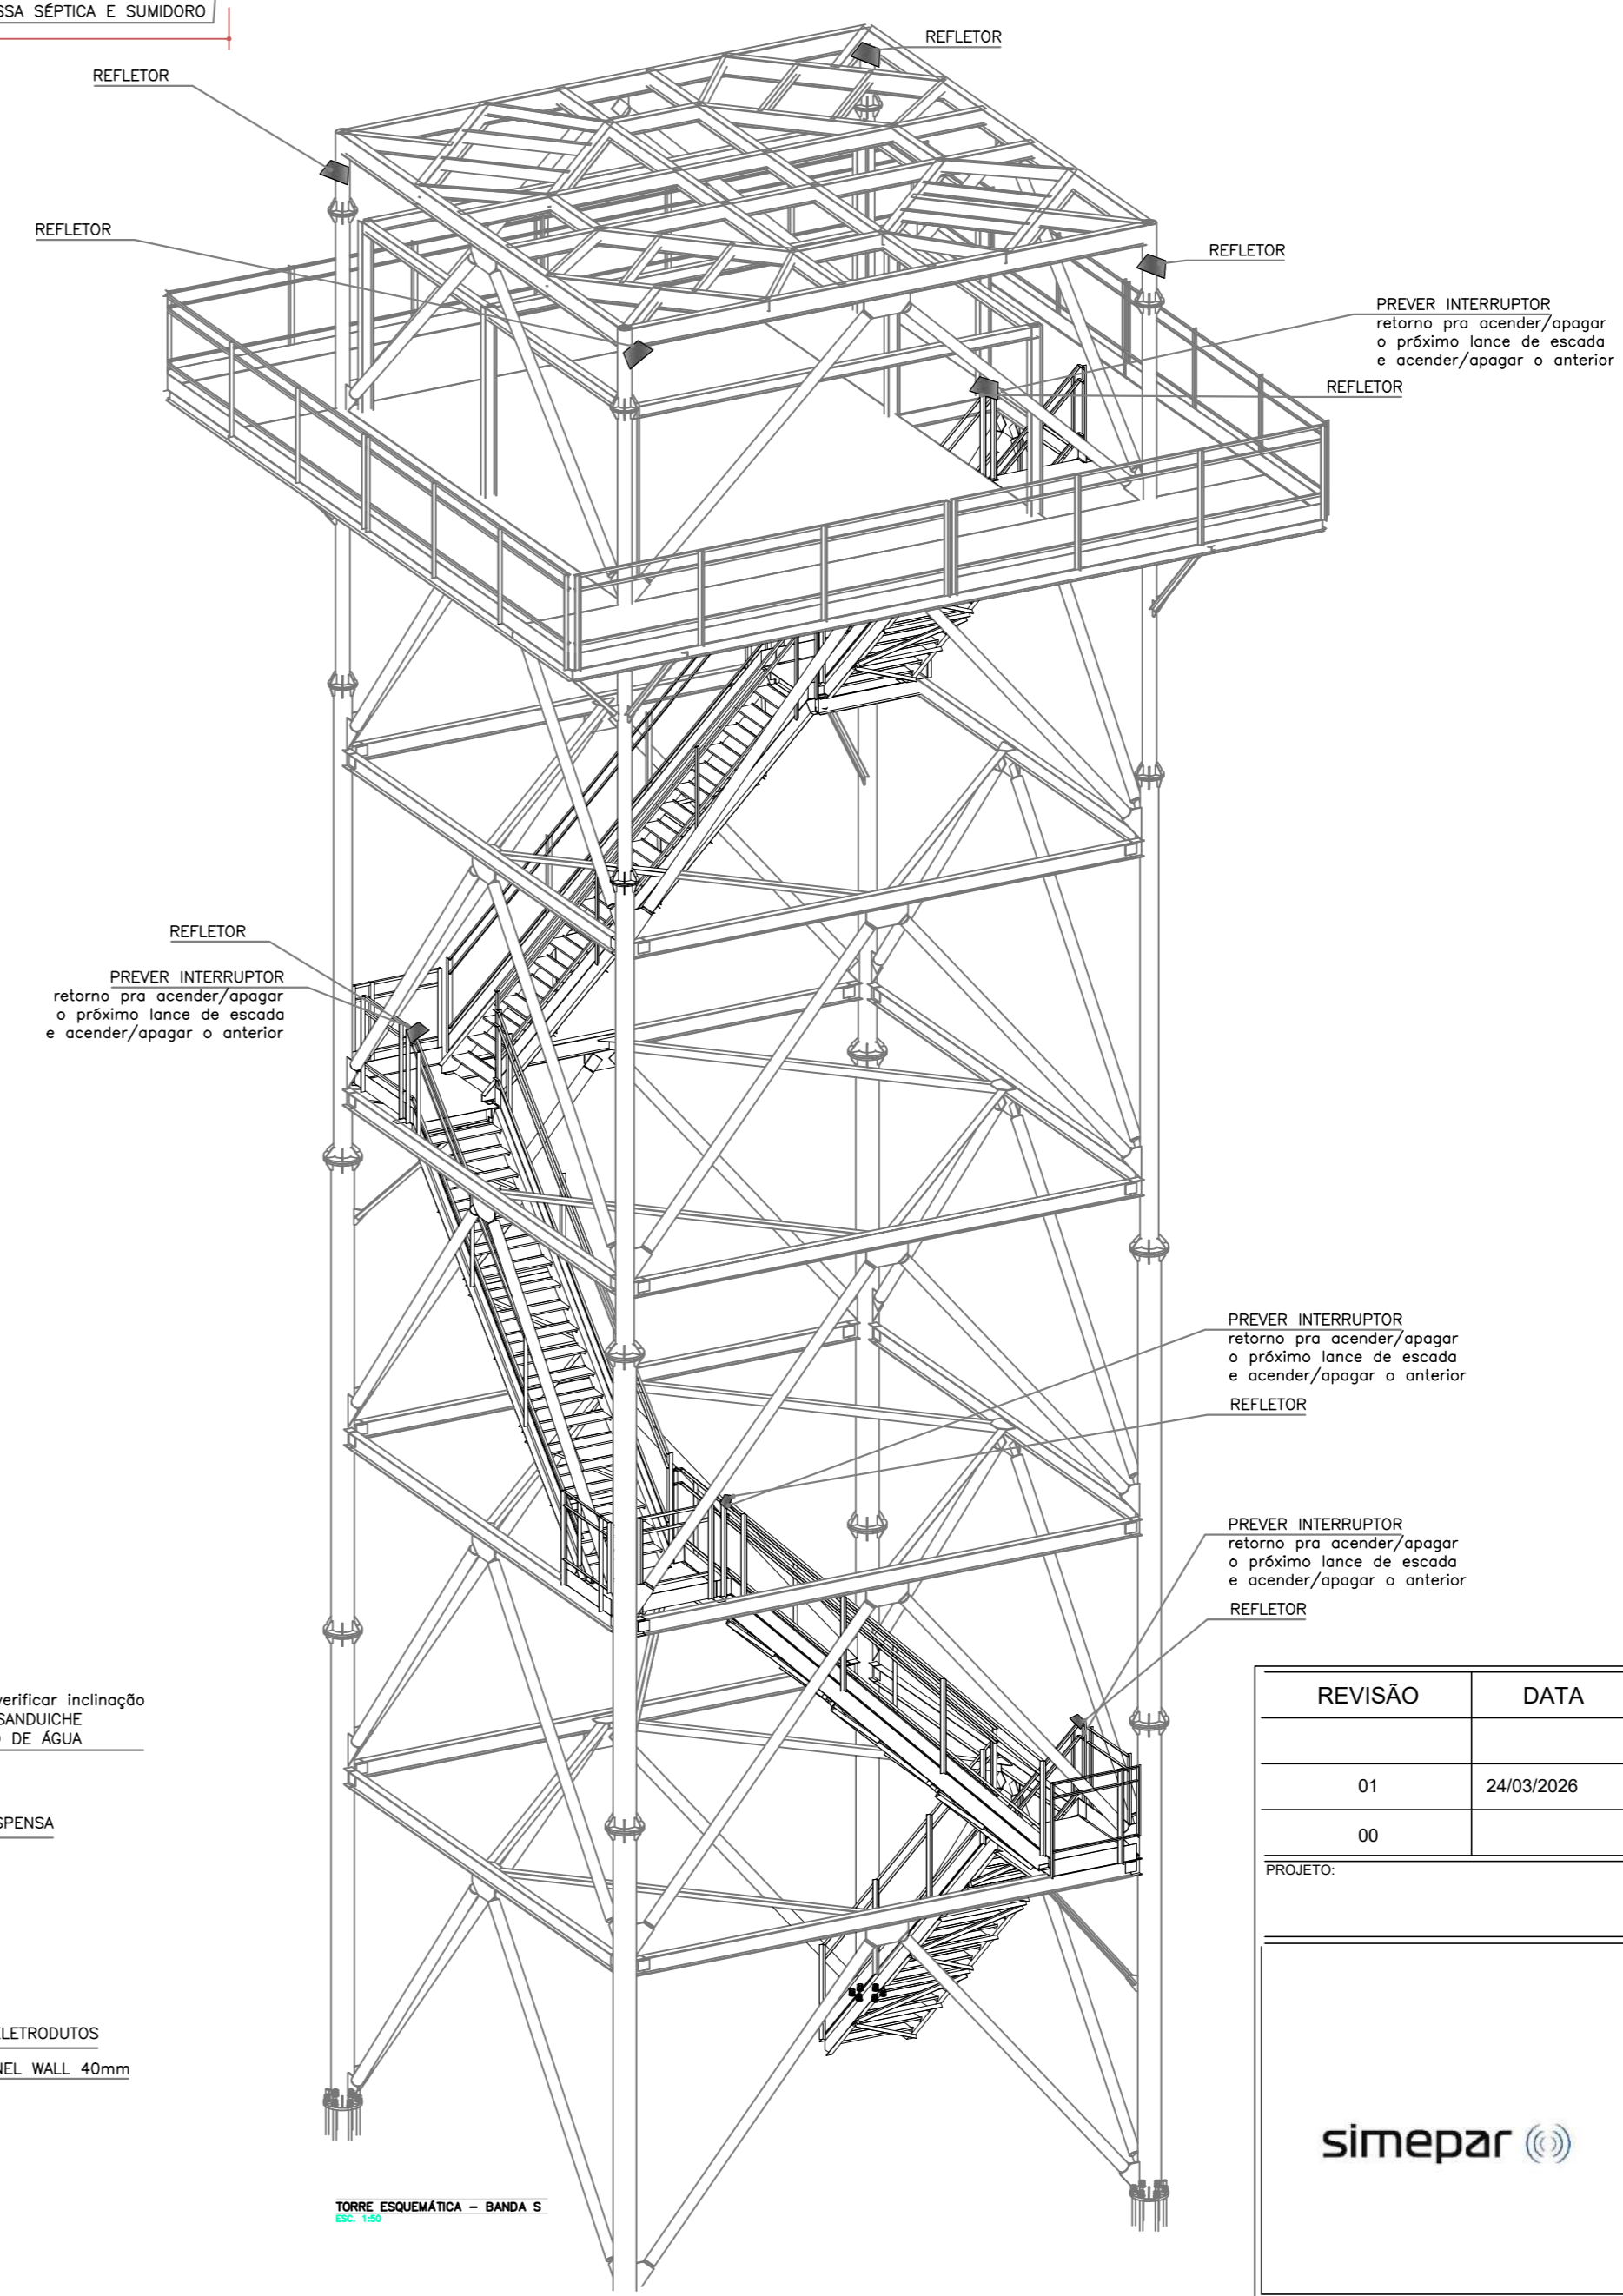 SSA SÉPTICA E SUMIDORO
REFLETOR
REFLETOR
REFLETOR
REFLETOR
PREVER INTERRUPTOR
retorno pra acender/apagar
o próximo lance de escada
e acender/apagar o anterior
REFLETOR
REFLETOR
PREVER INTERRUPTOR
retorno pra acender/apagar
o próximo lance de escada
e acender/apagar o anterior
PREVER INTERRUPTOR
retorno pra acender/apagar
o próximo lance de escada
e acender/apagar o anterior
REFLETOR
PREVER INTERRUPTOR
retorno pra acender/apagar
o próximo lance de escada
e acender/apagar o anterior
REFLETOR
verificar inclinação
SANDUICHE
DE ÁGUA
SPENSA
ELETRODUTOS
NEL WALL 40mm
TORRE ESQUEMÁTICA – BANDA S
ESC. 1:50
REVISÃO DATA
01 24/03/2026
00
PROJETO:
simepar